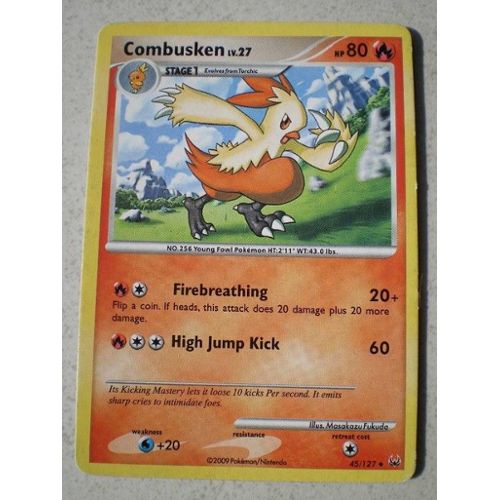 Combusken LV.27 HP 80
STAGE 1 Evolves from Torchic
NO. 256 Young Fowl Pokémon HT: 2'11" WT: 43.0 lbs.
Firebreathing 20+
Flip a coin. If heads, this attack does 20 damage plus 20 more
damage.
High Jump Kick 60
Its Kicking Mastery lets it loose 10 kicks Per second. It emits
sharp cries to intimidate foes.
Illus. Masakazu Fukuda
weakness resistance retreat cost
+20
©2009 Pokémon/Nintendo 45/127